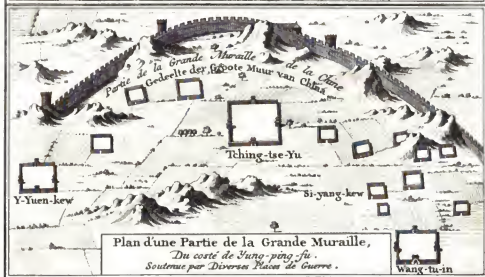 Partie de la Grande Muraille de la Chine
Gedeelte der Groote Muur van China
Tching-tse-Yu
Y-Yuen-kew
Si-yang-kew
Wang-tu-in
Plan d'une Partie de la Grande Muraille,
Du costé de Yung-ping-fu.
Soutenue par Diverses Places de Guerre.